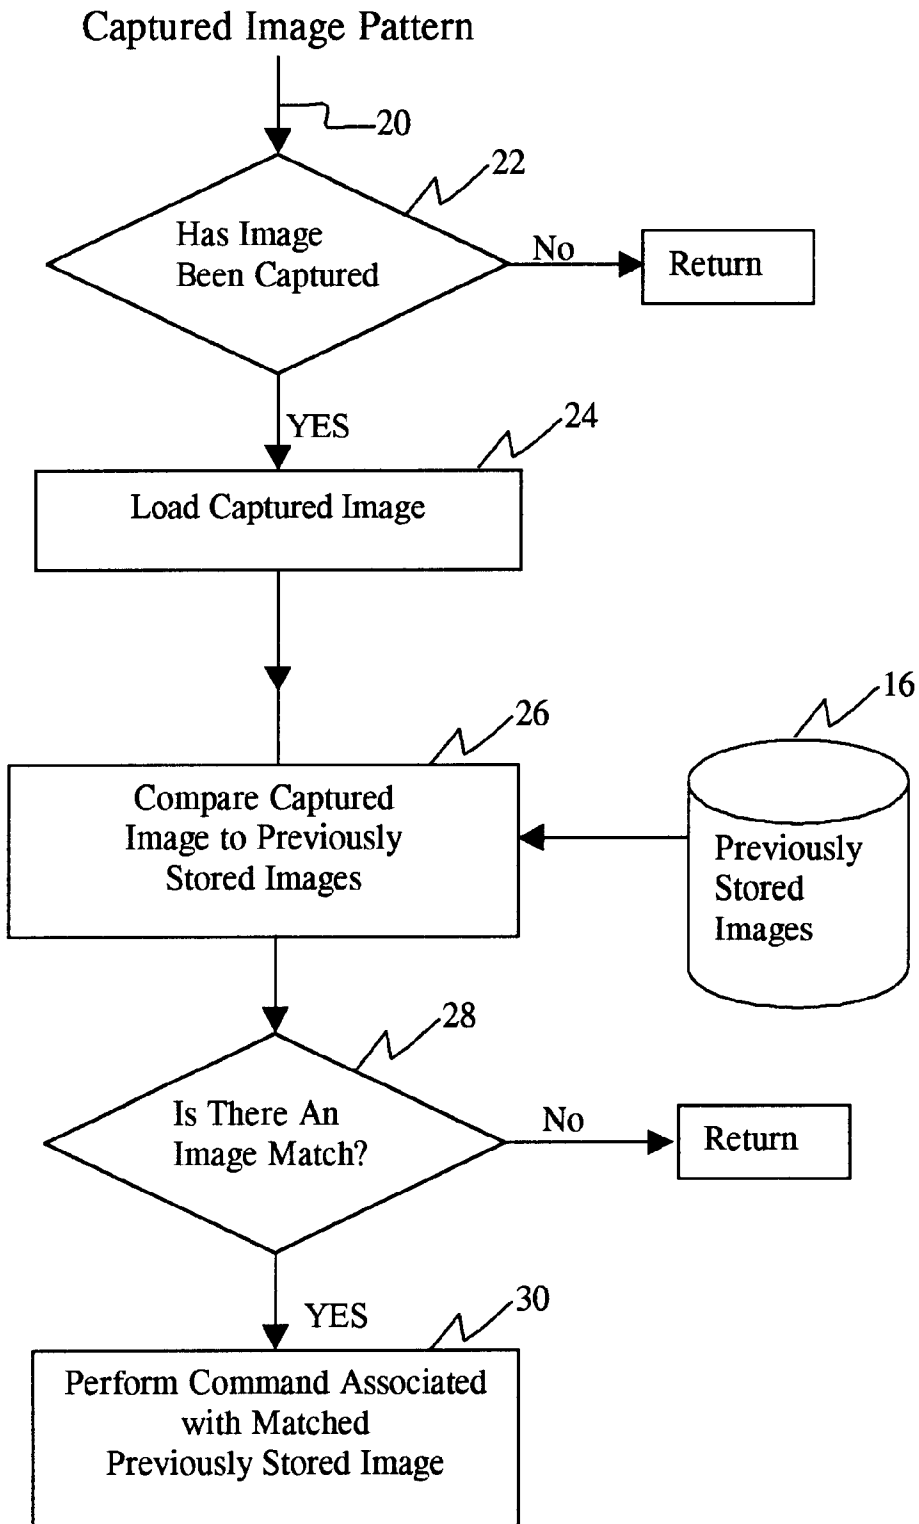 Captured Image Pattern
20
22
Has Image
Been Captured
No
Return
YES
24
Load Captured Image
16
26
Compare Captured
Image to Previously
Stored Images
Previously
Stored
Images
28
Is There An
Image Match?
No
Return
YES
30
Perform Command Associated
with Matched
Previously Stored Image